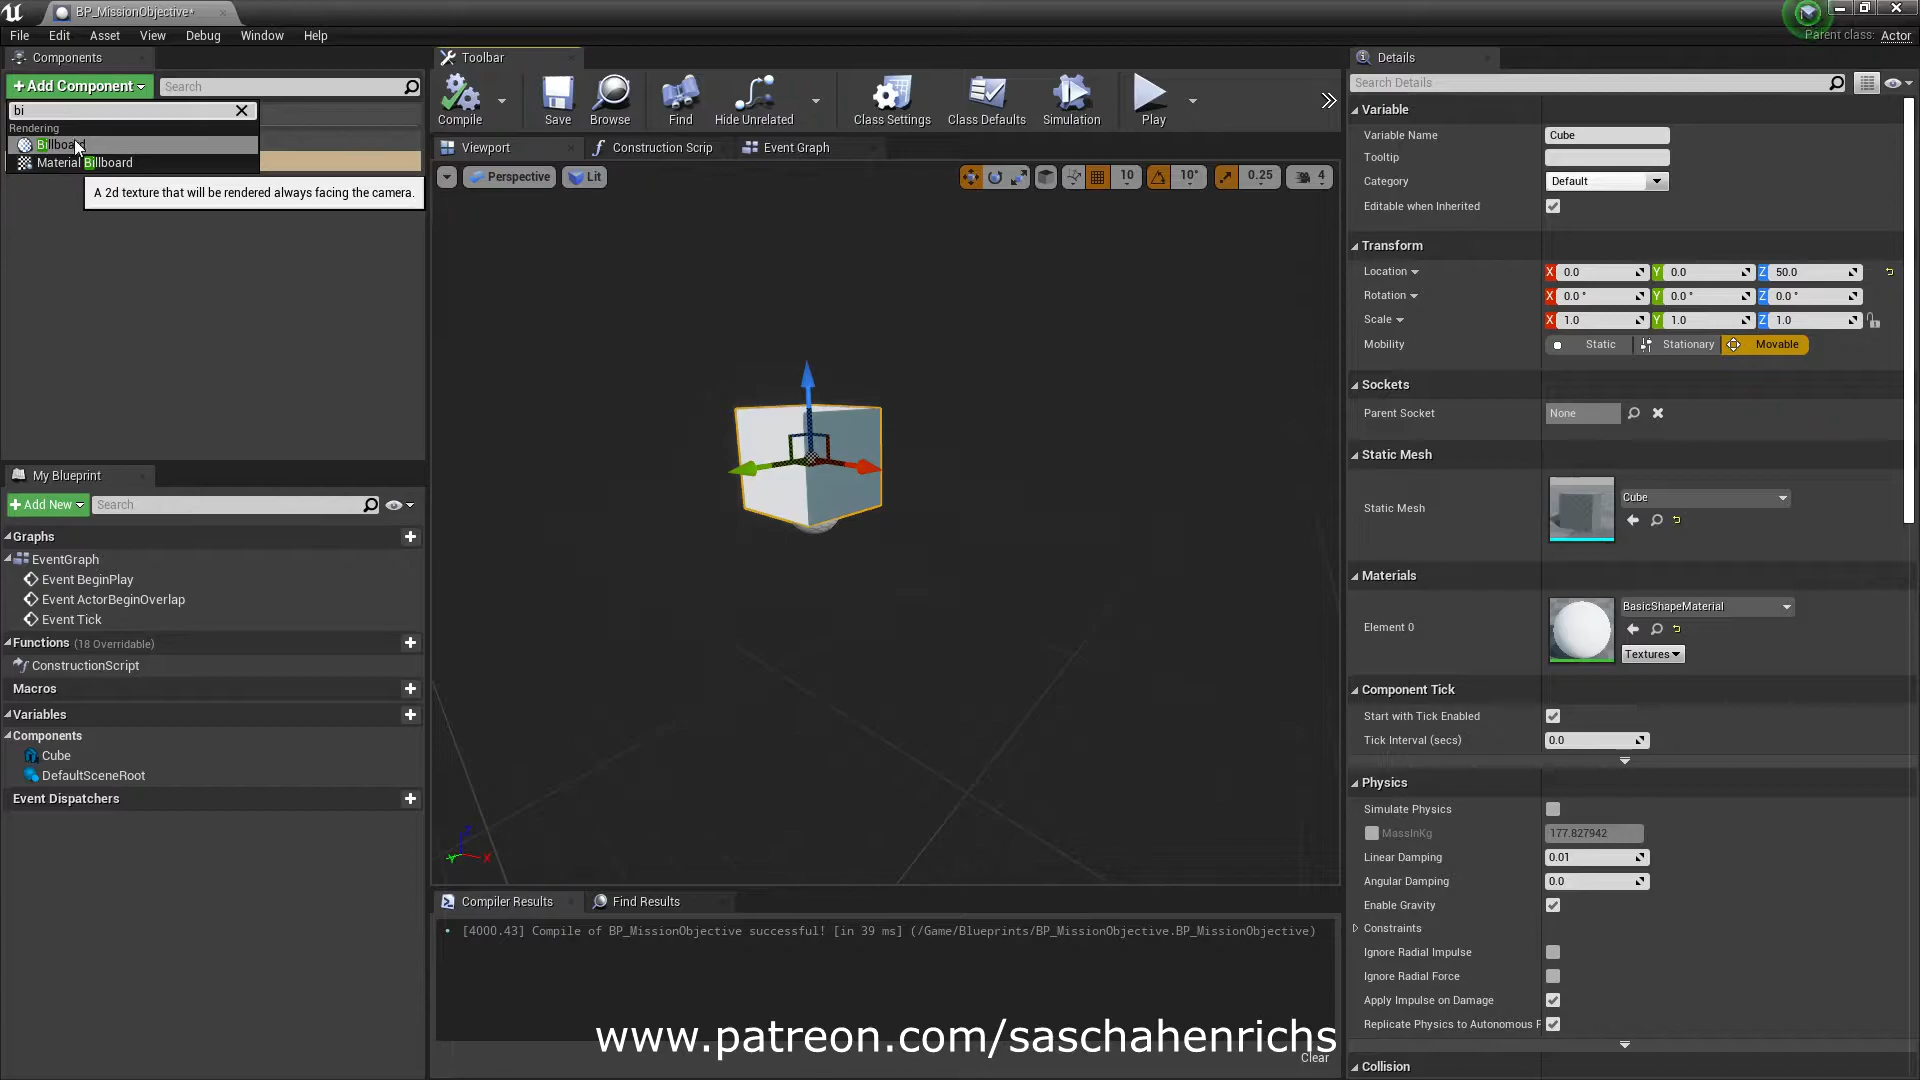 BP_MissionObjective*
File Edit Asset View Debug Window Help
Parent class: Actor
Components
Toolbar
Details
+ Add Component
Search
Compile
Save
Browse
Find
Hide Unrelated
Class Settings
Class Defaults
Simulation
Play
Search Details
bi
Rendering
Billboard
Material Billboard
A 2d texture that will be rendered always facing the camera.
Viewport
Construction Scrip
Event Graph
Perspective
Lit
10
10°
0.25
4
Variable
Variable Name Cube
Tooltip
Category Default
Editable when Inherited
Transform
Location X 0.0 Y 0.0 Z 50.0
Rotation X 0.0 ° Y 0.0 ° Z 0.0 °
Scale X 1.0 Y 1.0 Z 1.0
Mobility Static Stationary Movable
Sockets
Parent Socket None
Static Mesh
Static Mesh Cube
Materials
Element 0 BasicShapeMaterial
Textures
Component Tick
Start with Tick Enabled
Tick Interval (secs) 0.0
Physics
Simulate Physics
MassInKg 177.827942
Linear Damping 0.01
Angular Damping 0.0
Enable Gravity
Constraints
Ignore Radial Impulse
Ignore Radial Force
Apply Impulse on Damage
Replicate Physics to Autonomous P
Collision
My Blueprint
+ Add New
Search
Graphs
EventGraph
Event BeginPlay
Event ActorBeginOverlap
Event Tick
Functions (18 Overridable)
ConstructionScript
Macros
Variables
Components
Cube
DefaultSceneRoot
Event Dispatchers
Z
Y
X
Compiler Results
Find Results
[4000.43] Compile of BP_MissionObjective successful! [in 39 ms] (/Game/Blueprints/BP_MissionObjective.BP_MissionObjective)
www.patreon.com/saschahenrichs
Clear